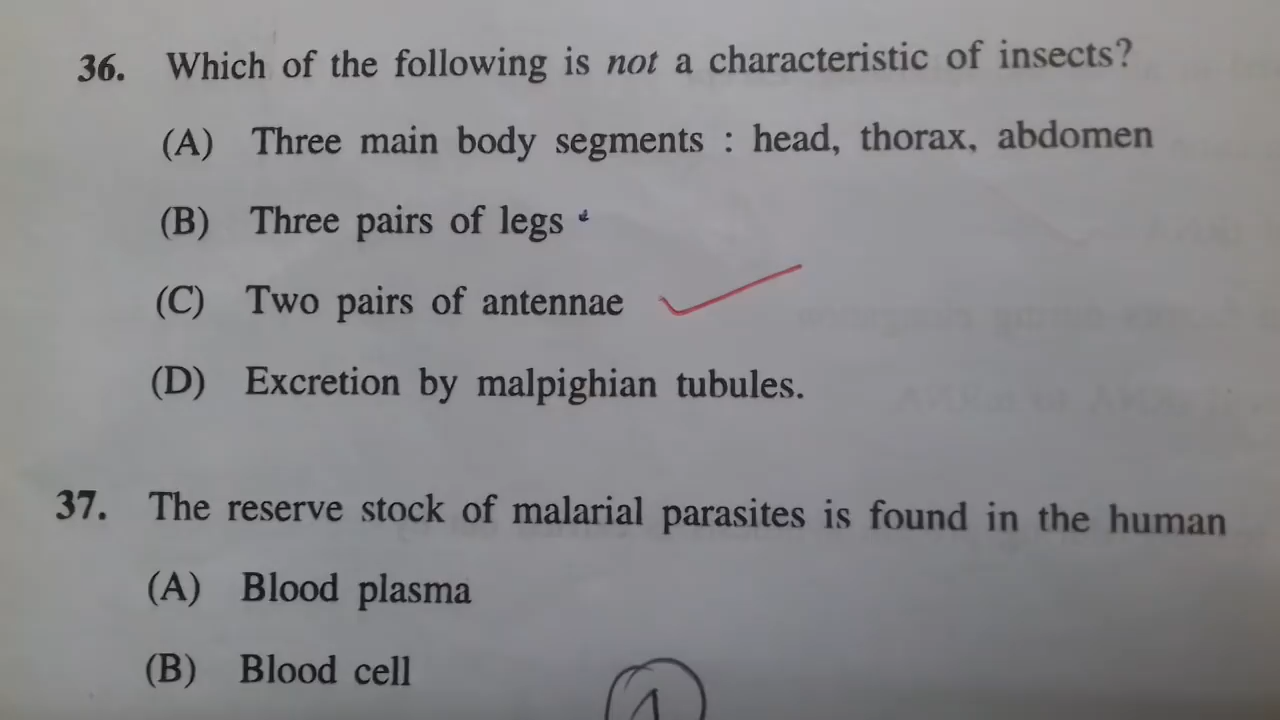 36. Which of the following is not a characteristic of insects?
(A) Three main body segments : head, thorax, abdomen
(B) Three pairs of legs
(C) Two pairs of antennae
(D) Excretion by malpighian tubules.
37. The reserve stock of malarial parasites is found in the human
(A) Blood plasma
(B) Blood cell